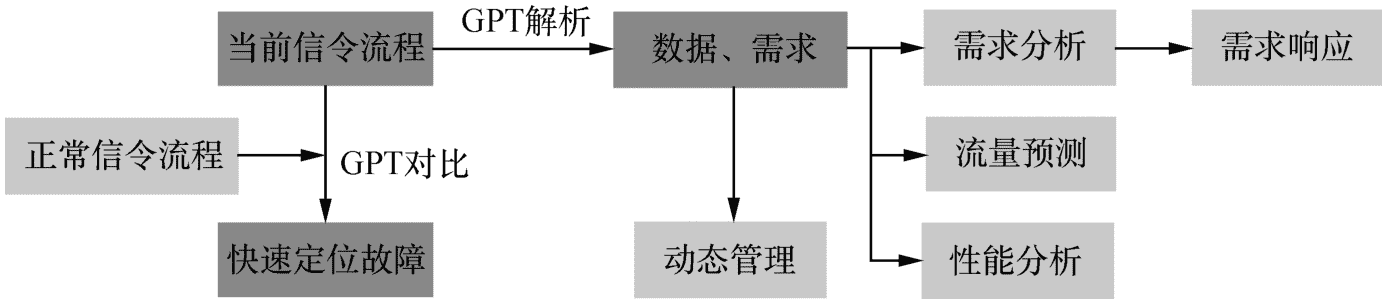 GPT解析
当前信令流程
数据、需求
需求分析
需求响应
正常信令流程
GPT对比
流量预测
快速定位故障
动态管理
性能分析